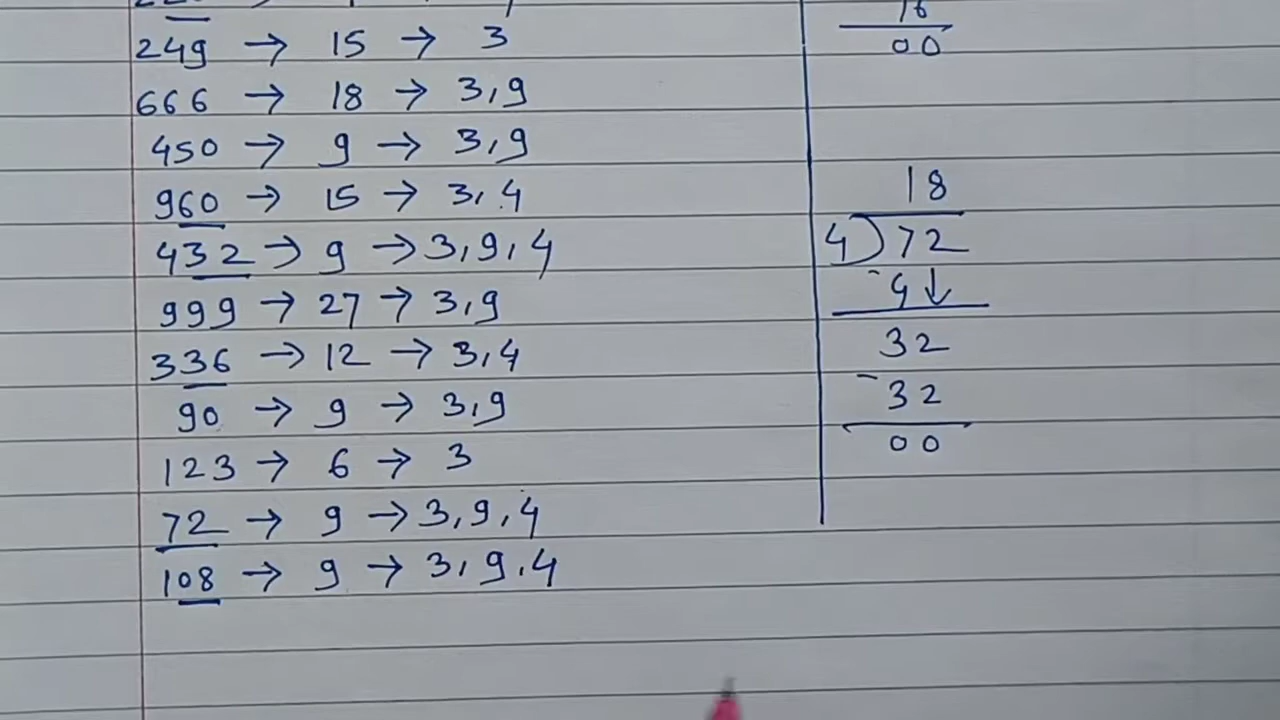 249 → 15 → 3
666 → 18 → 3,9
450 → 9 → 3,9
960 → 15 → 3,4
432 → 9 → 3,9,4
999 → 27 → 3,9
336 → 12 → 3,4
90 → 9 → 3,9
123 → 6 → 3
72 → 9 → 3,9,4
108 → 9 → 3,9,4
16
00
18
4)72
-4↓
32
-32
00